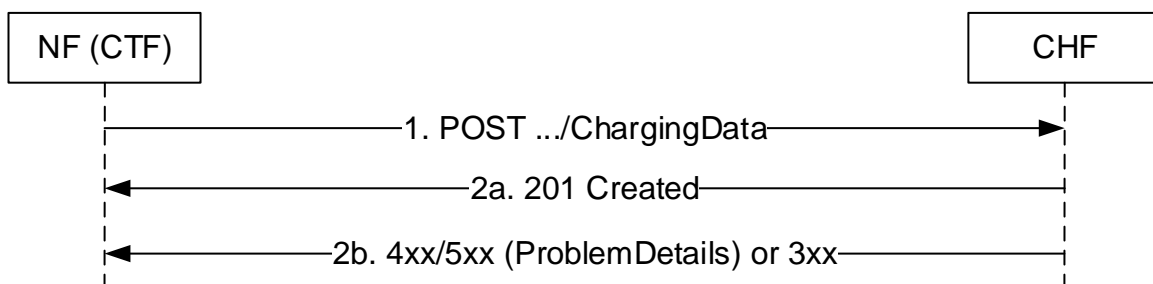 NF (CTF)
CHF
1. POST .../ChargingData
2a. 201 Created
2b. 4xx/5xx (ProblemDetails) or 3xx